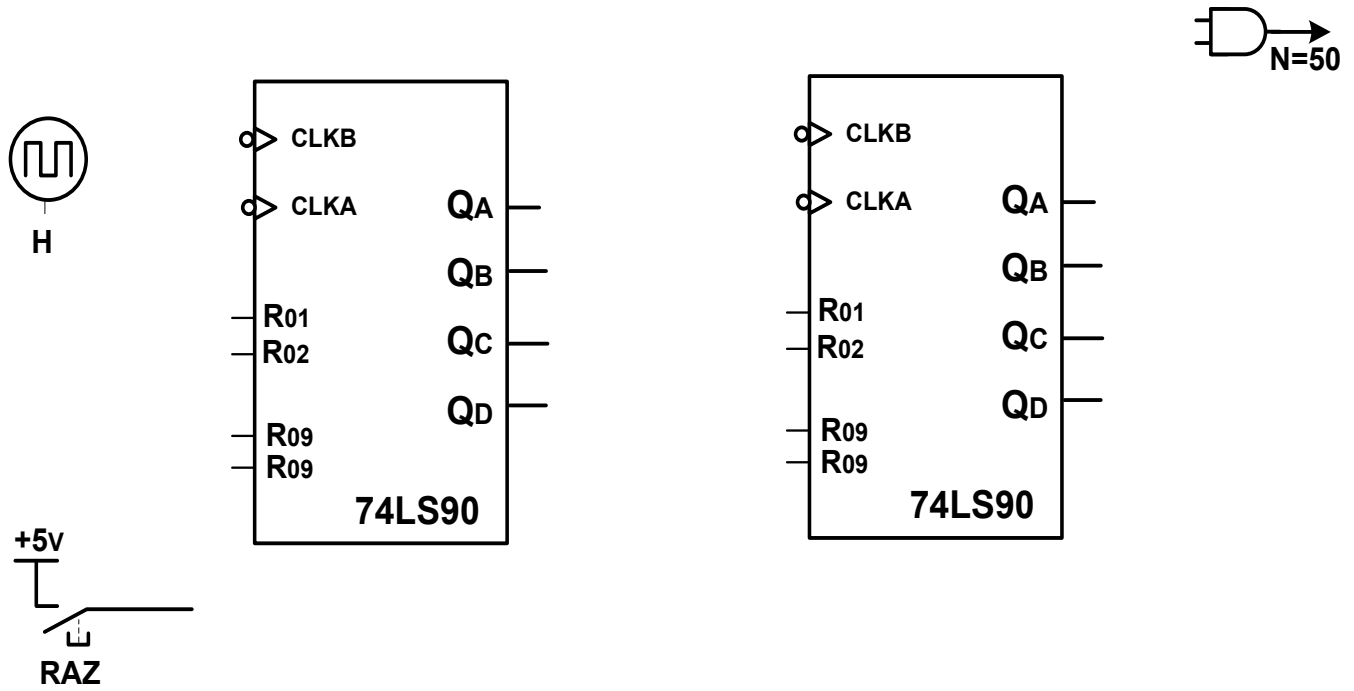 N=50
H
CLKB
CLKA
R01
R02
R09
R09
QA
QB
QC
QD
74LS90
CLKB
CLKA
R01
R02
R09
R09
QA
QB
QC
QD
74LS90
+5v
RAZ